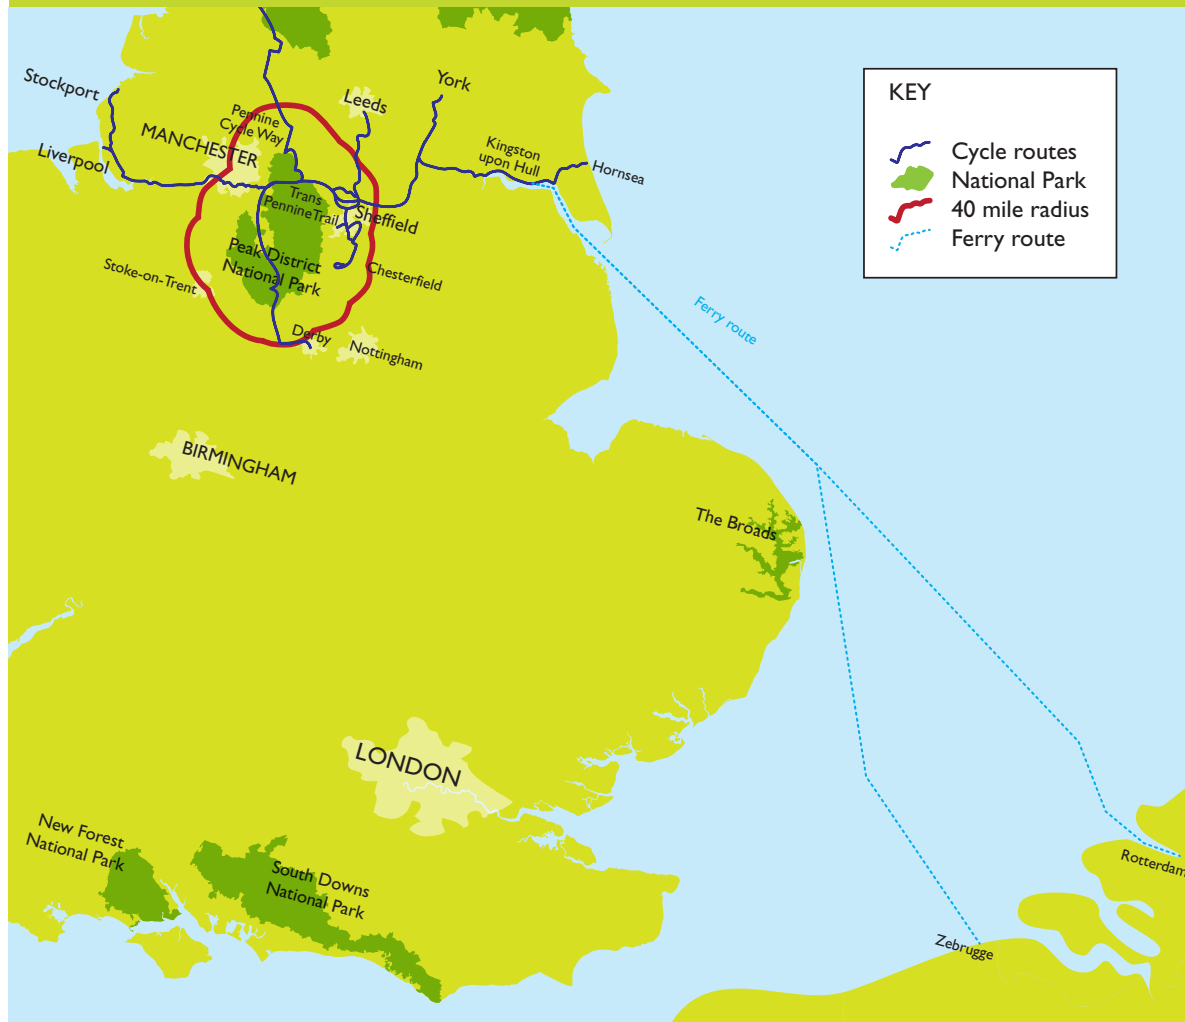 Stockport
York
Leeds
Pennine
Cycle Way
MANCHESTER
Liverpool
Kingston
upon Hull
Hornsea
Trans
Pennine Trail
Sheffield
Peak District
National Park
Chesterfield
Stoke-on-Trent
Derby
Nottingham
KEY
Cycle routes
National Park
40 mile radius
Ferry route
Ferry route
BIRMINGHAM
The Broads
LONDON
New Forest
National Park
South Downs
National Park
Rotterdam
Zebrugge